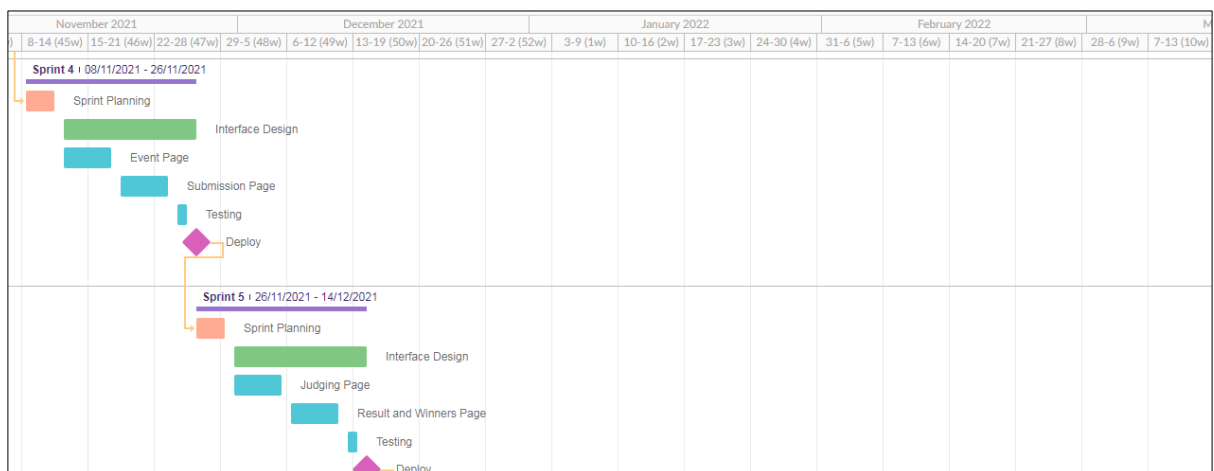 November 2021 December 2021 January 2022 February 2022 M
) 8-14 (45w) 15-21 (46w) 22-28 (47w) 29-5 (48w) 6-12 (49w) 13-19 (50w) 20-26 (51w) 27-2 (52w) 3-9 (1w) 10-16 (2w) 17-23 (3w) 24-30 (4w) 31-6 (5w) 7-13 (6w) 14-20 (7w) 21-27 (8w) 28-6 (9w) 7-13 (10w)
Sprint 4 08/11/2021 - 26/11/2021
Sprint Planning
Interface Design
Event Page
Submission Page
Testing
Deploy
Sprint 5 26/11/2021 - 14/12/2021
Sprint Planning
Interface Design
Judging Page
Result and Winners Page
Testing
Deploy